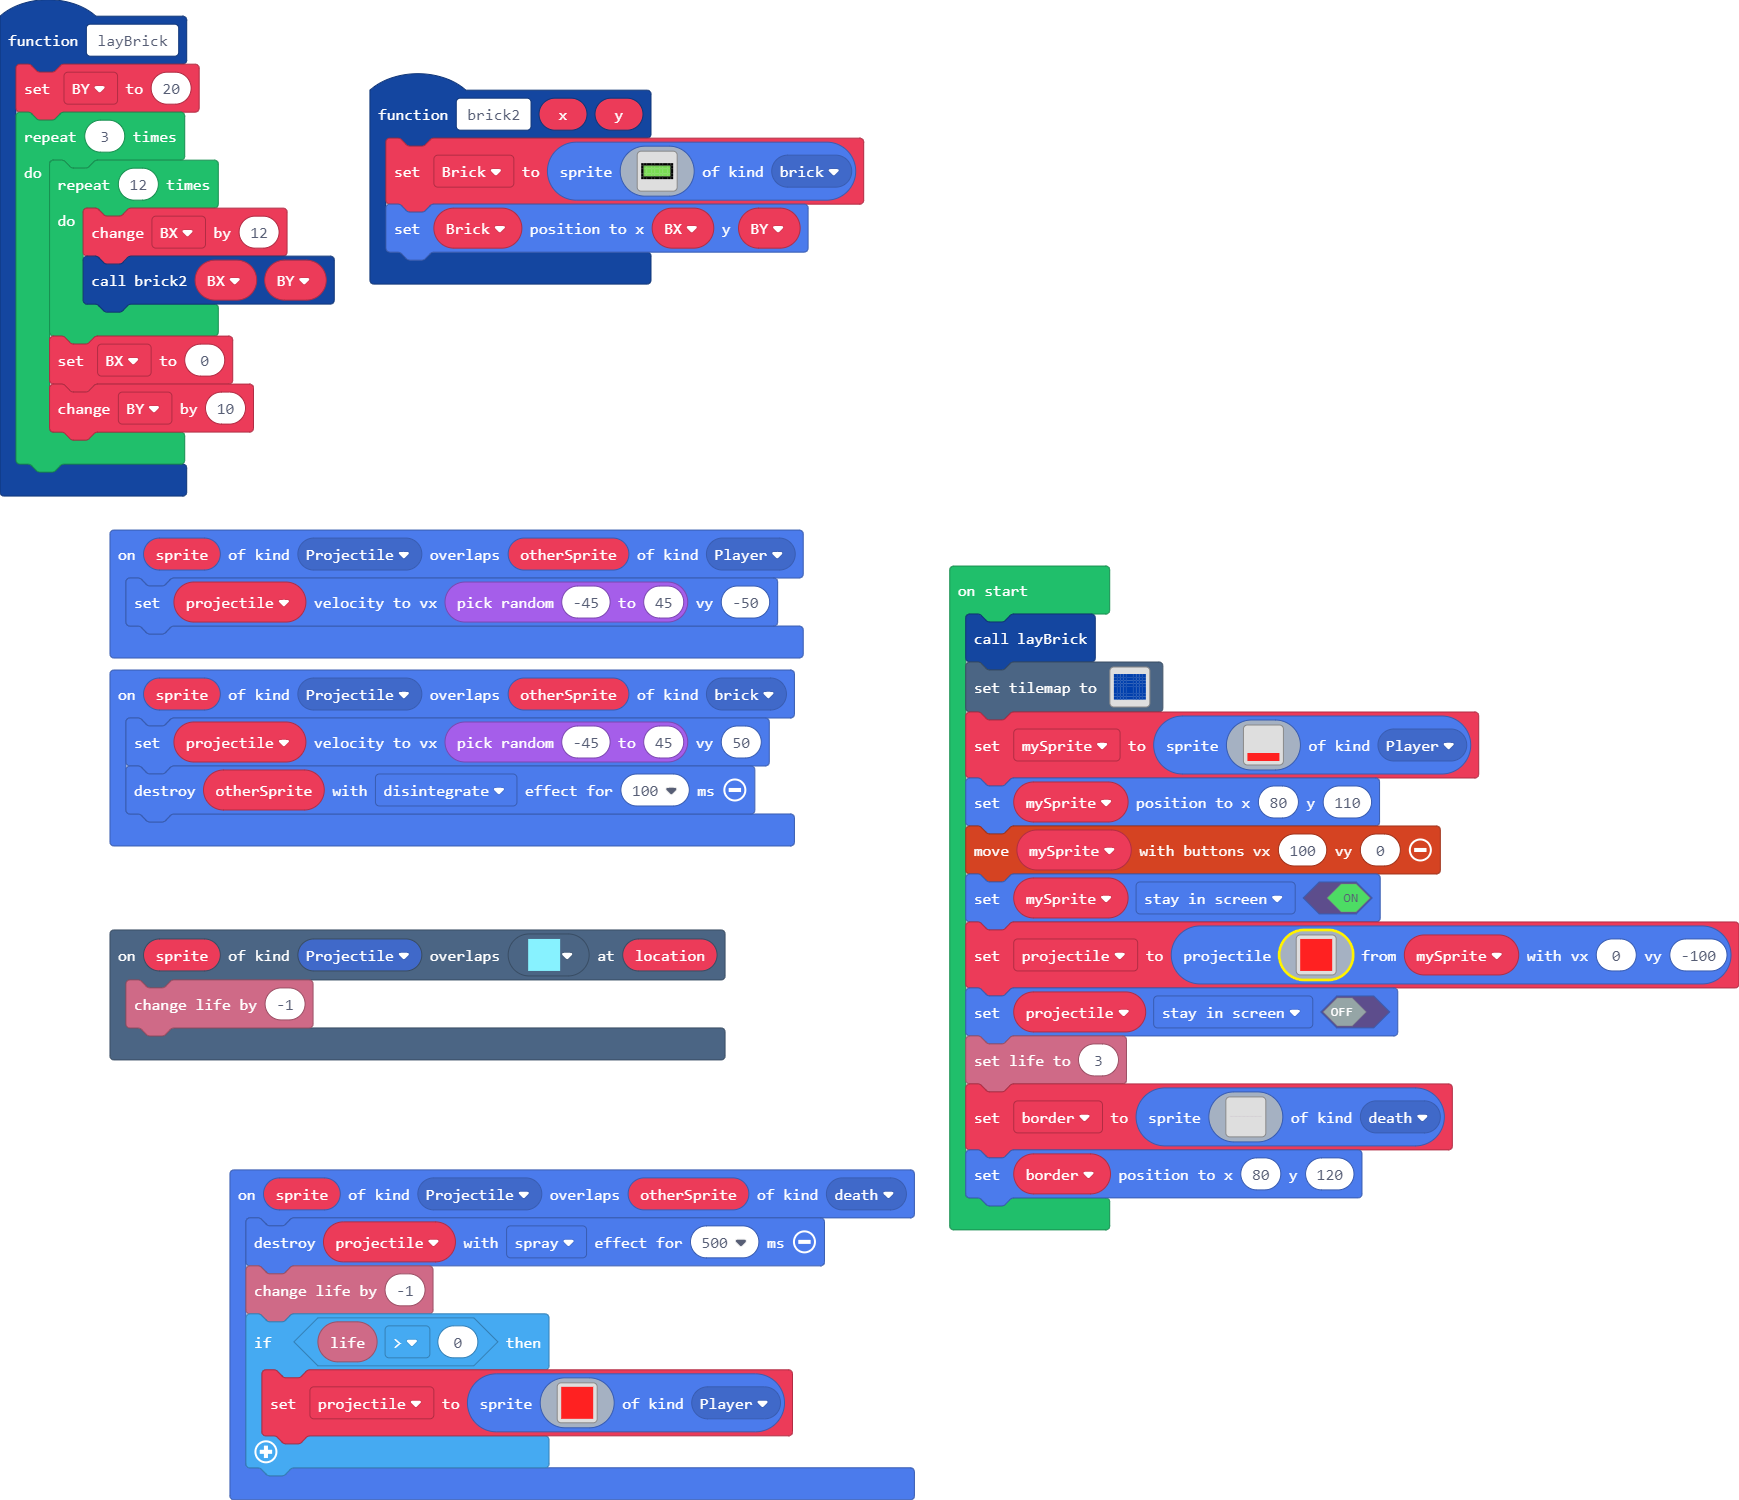 function layBrick
set BY to 20
repeat 3 times
do
repeat 12 times
do
change BX by 12
call brick2 BX BY
set BX to 0
change BY by 10
function brick2 x y
set Brick to sprite of kind brick
set Brick position to x BX y BY
on sprite of kind Projectile overlaps otherSprite of kind Player
set projectile velocity to vx pick random -45 to 45 vy -50
on sprite of kind Projectile overlaps otherSprite of kind brick
set projectile velocity to vx pick random -45 to 45 vy 50
destroy otherSprite with disintegrate effect for 100 ms
on sprite of kind Projectile overlaps at location
change life by -1
on sprite of kind Projectile overlaps otherSprite of kind death
destroy projectile with spray effect for 500 ms
change life by -1
if life > 0 then
set projectile to sprite of kind Player
on start
call layBrick
set tilemap to
set mySprite to sprite of kind Player
set mySprite position to x 80 y 110
move mySprite with buttons vx 100 vy 0
set mySprite stay in screen ON
set projectile to projectile from mySprite with vx 0 vy -100
set projectile stay in screen OFF
set life to 3
set border to sprite of kind death
set border position to x 80 y 120